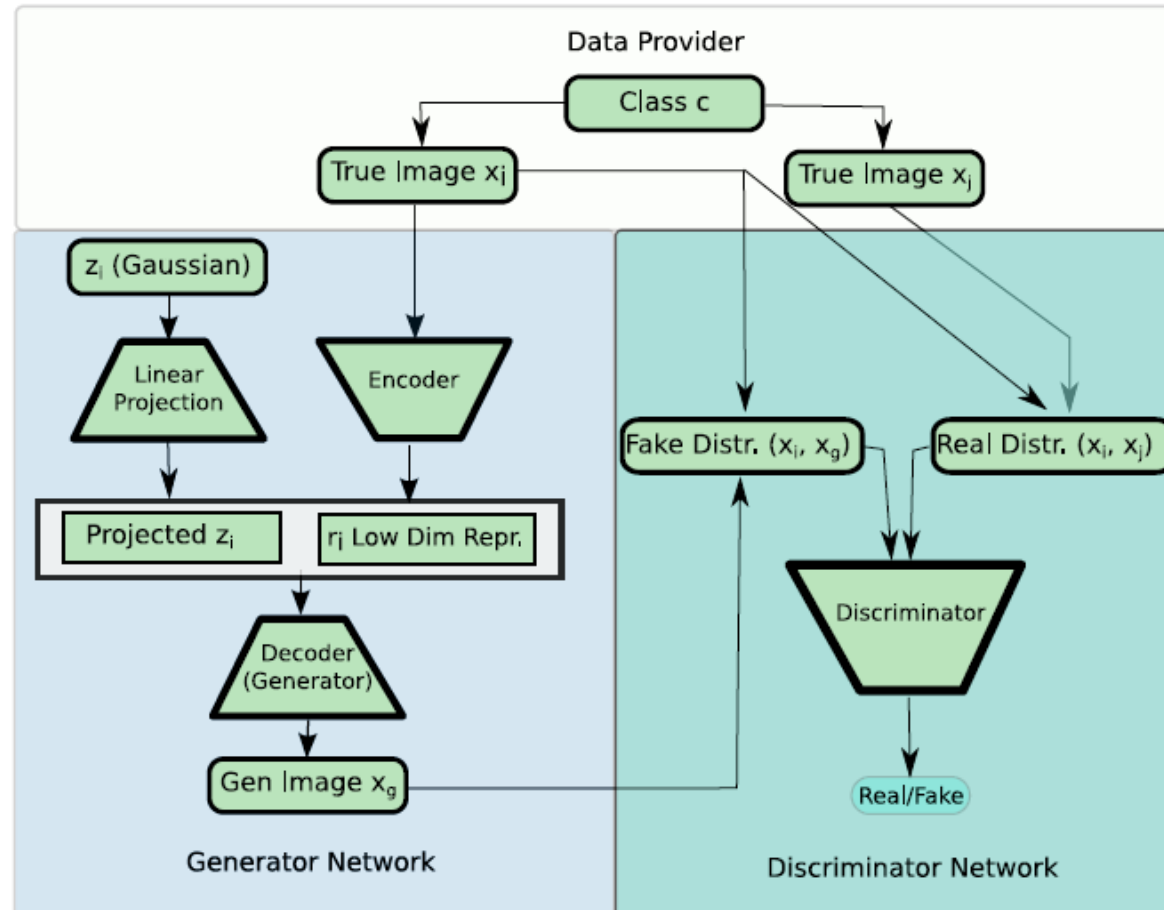 Data Provider
Class c
True Image xᵢ
True Image xⱼ
zᵢ (Gaussian)
Linear
Projection
Encoder
Fake Distr. (xᵢ, x_g)
Real Distr. (xᵢ, xⱼ)
Projected zᵢ
rᵢ Low Dim Repr.
Discriminator
Decoder
(Generator)
Gen Image x_g
Real/Fake
Generator Network
Discriminator Network